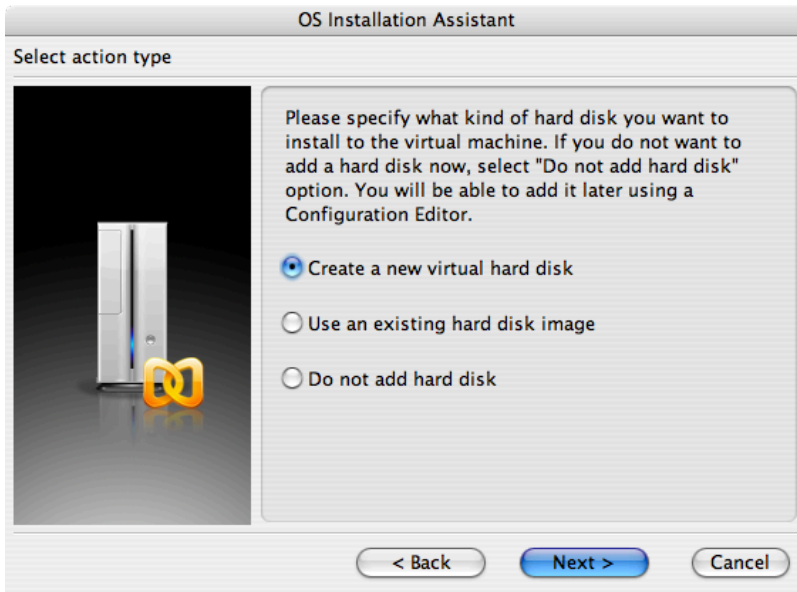 OS Installation Assistant
Select action type
Please specify what kind of hard disk you want to
install to the virtual machine. If you do not want to
add a hard disk now, select "Do not add hard disk"
option. You will be able to add it later using a
Configuration Editor.
Create a new virtual hard disk
Use an existing hard disk image
Do not add hard disk
< Back
Next >
Cancel